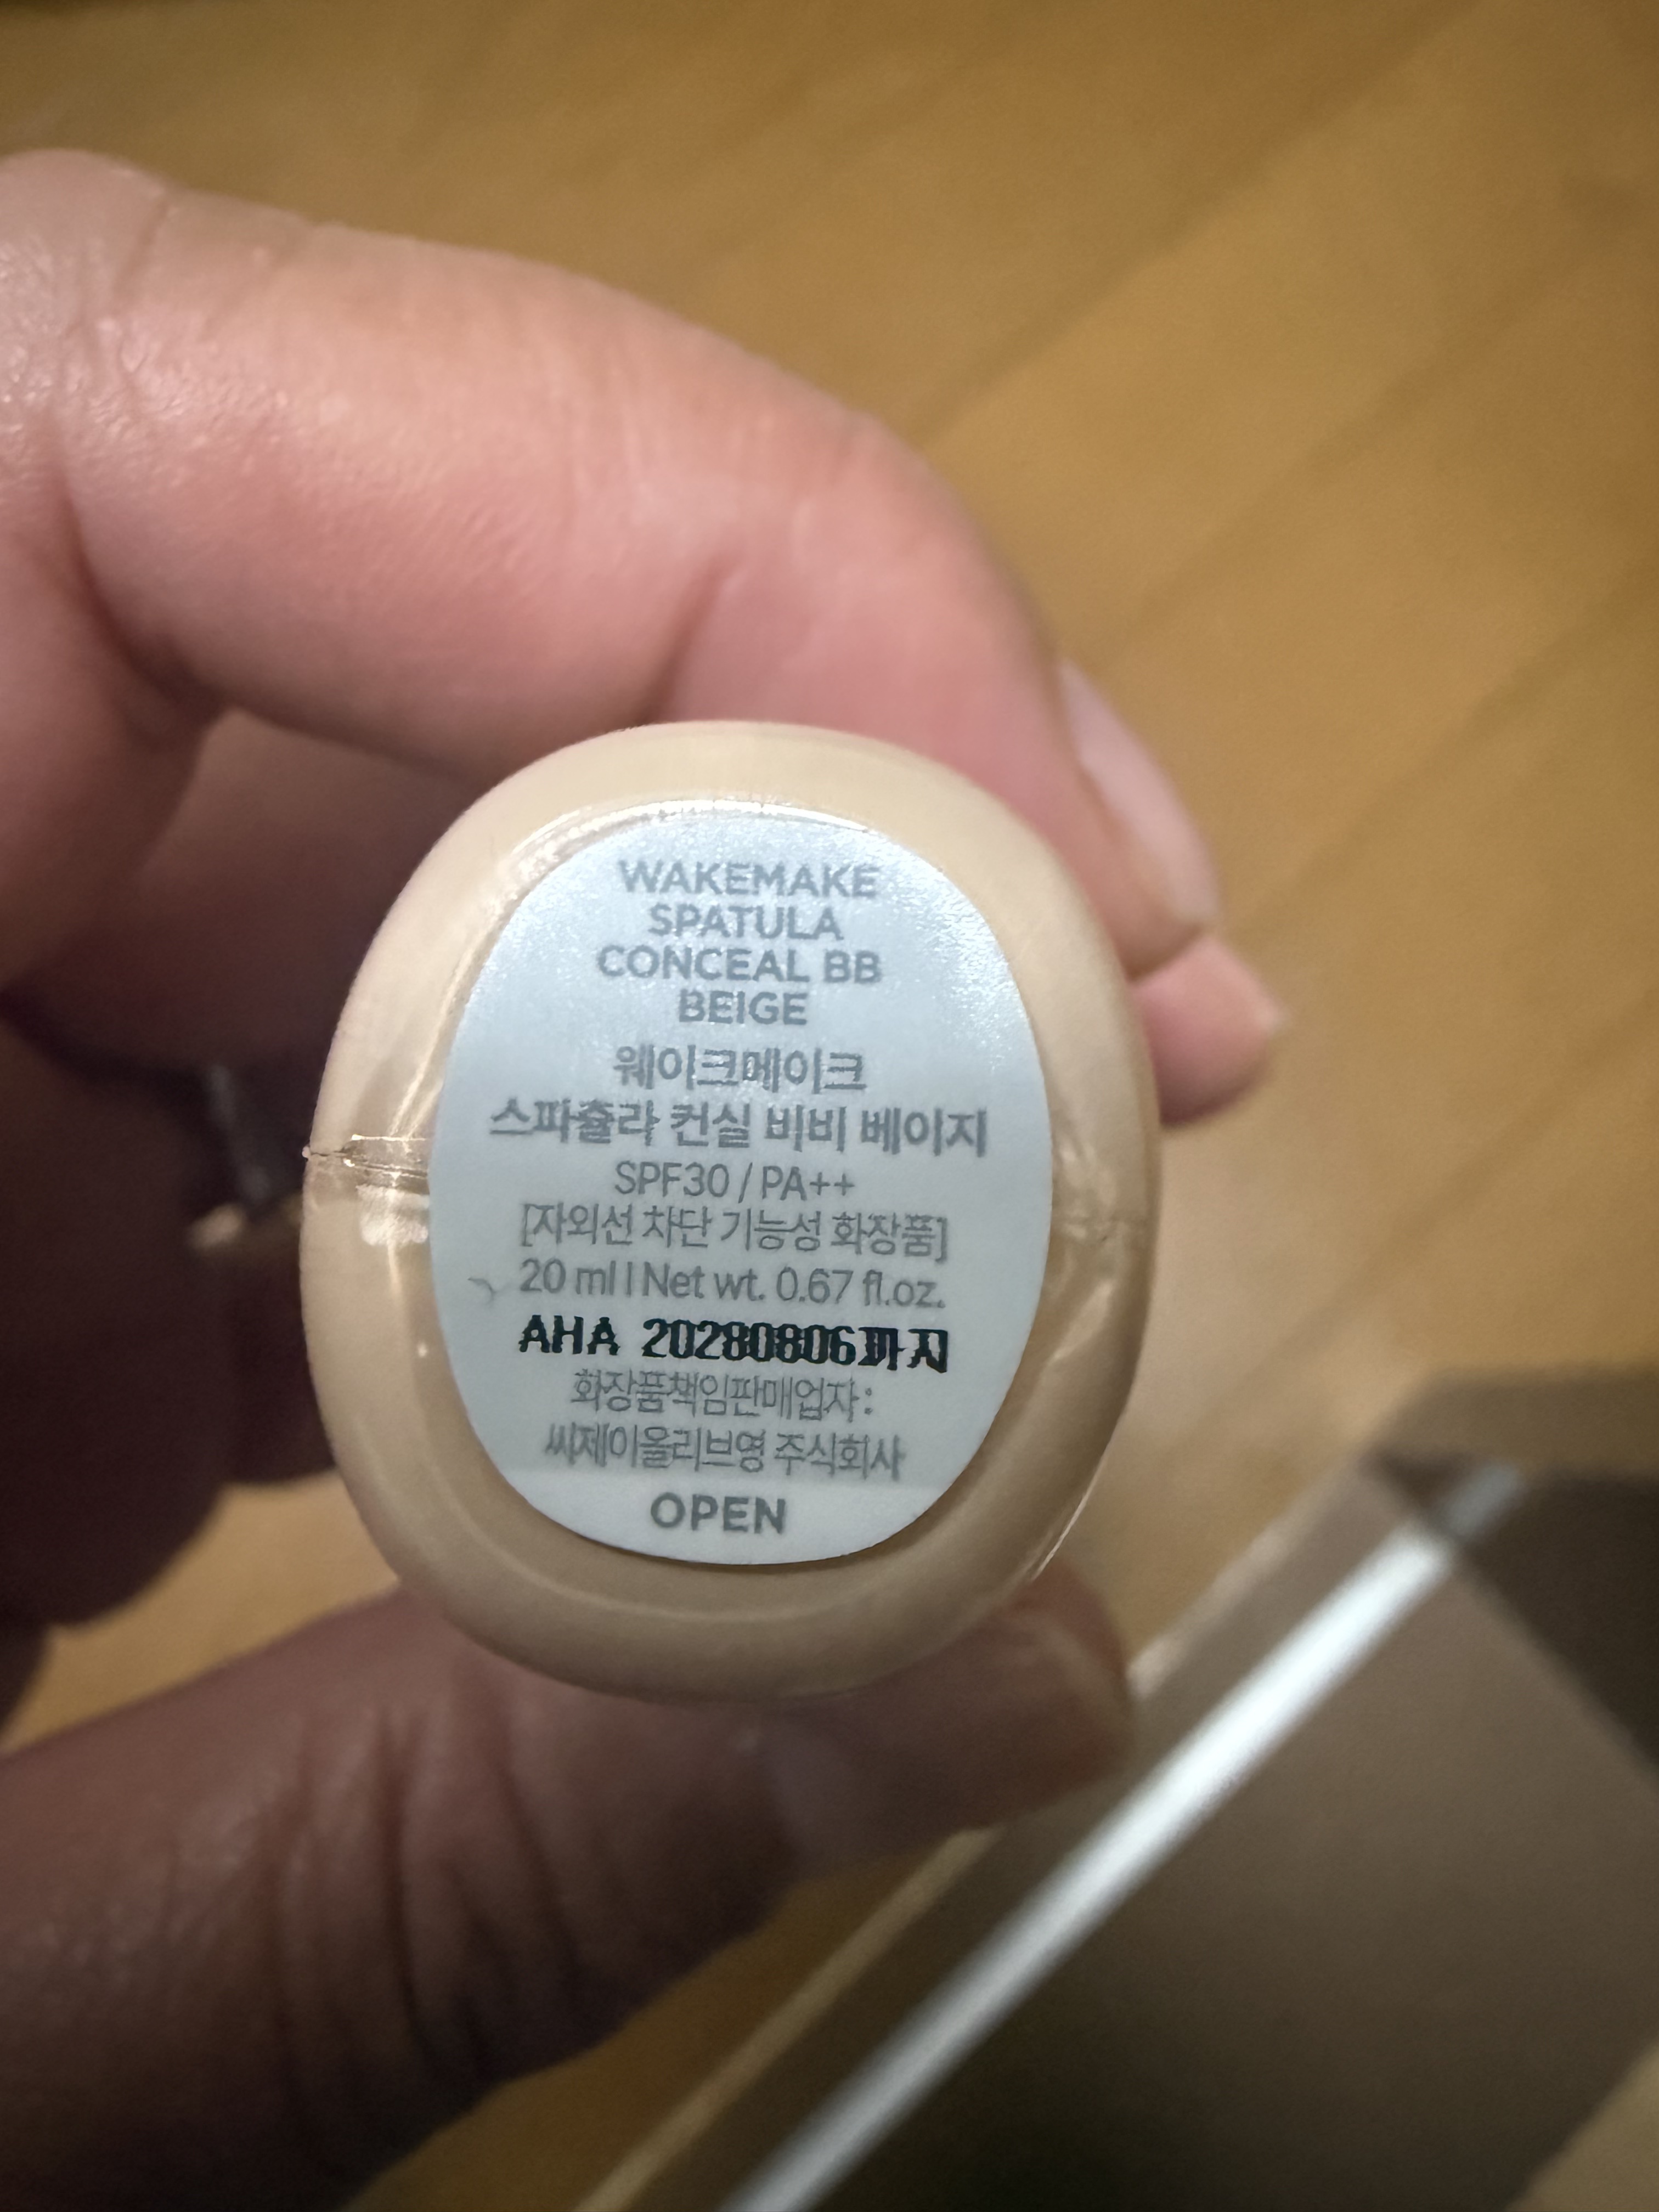 WAKEMAKE
SPATULA
CONCEAL BB
BEIGE
웨이크메이크
스파츌라 컨실 비비 베이지
SPF30 / PA++
[자외선 차단 기능성 화장품]
20 ml l Net wt. 0.67 fl.oz.
AHA 20280806까지
화장품책임판매업자 :
씨제이올리브영 주식회사
OPEN